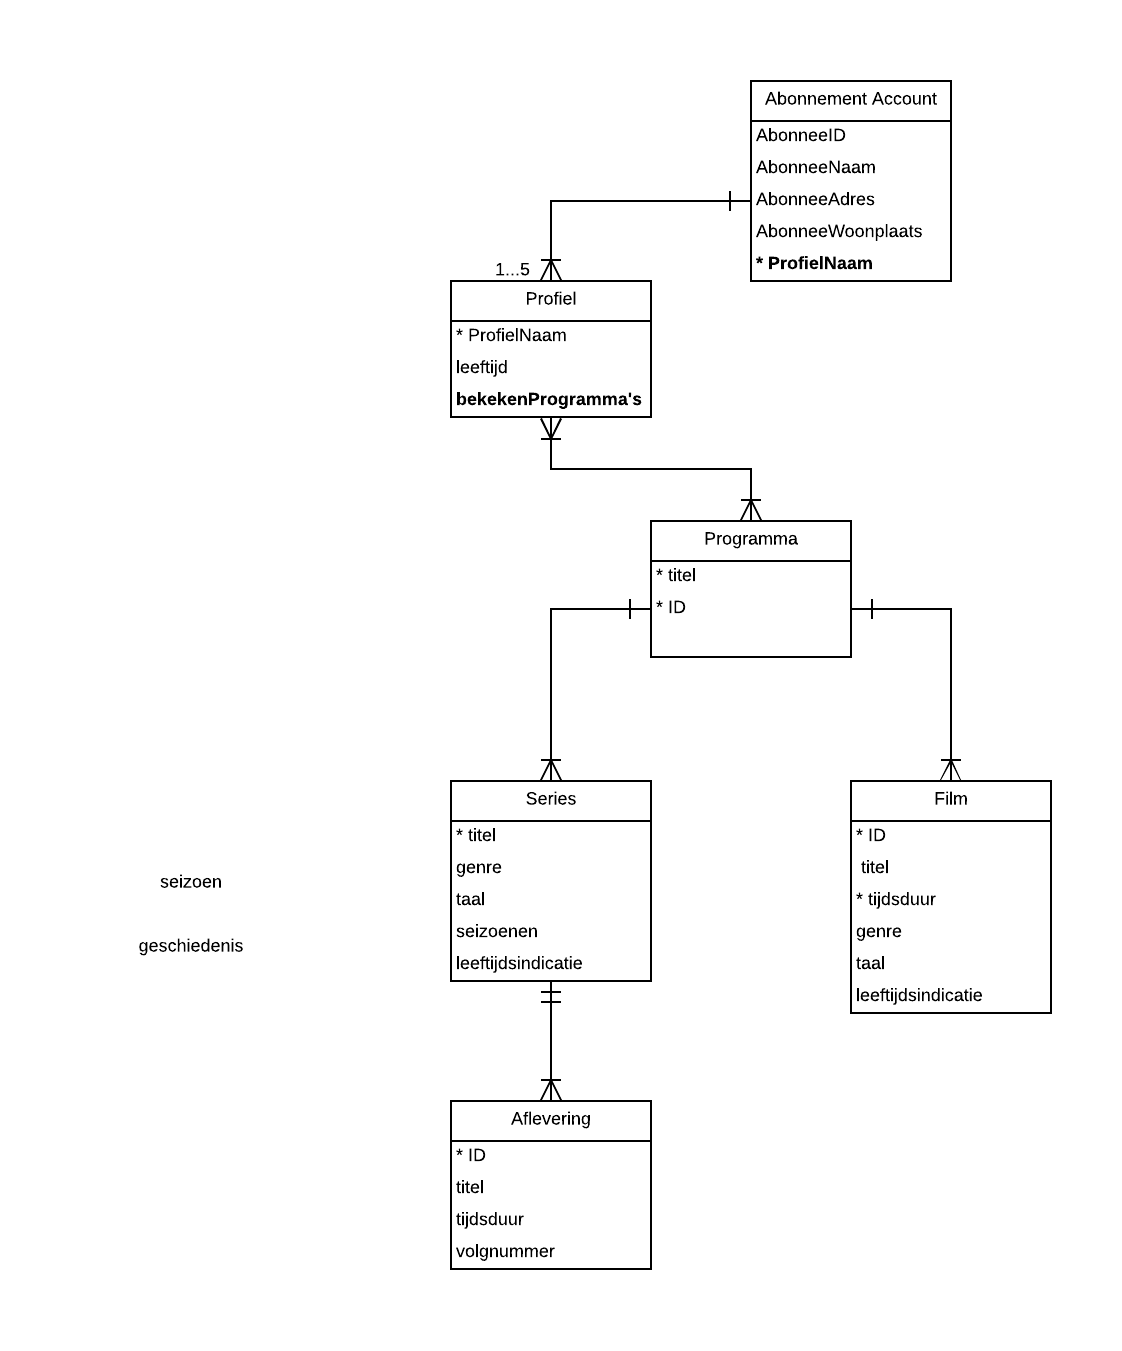 Abonnement Account
AbonneeID
AbonneeNaam
AbonneeAdres
AbonneeWoonplaats
* ProfielNaam
1...5
Profiel
* ProfielNaam
leeftijd
bekekenProgramma's
Programma
* titel
* ID
Series
* titel
genre
taal
seizoenen
leeftijdsindicatie
Film
* ID
titel
* tijdsduur
genre
taal
leeftijdsindicatie
seizoen
geschiedenis
Aflevering
* ID
titel
tijdsduur
volgnummer